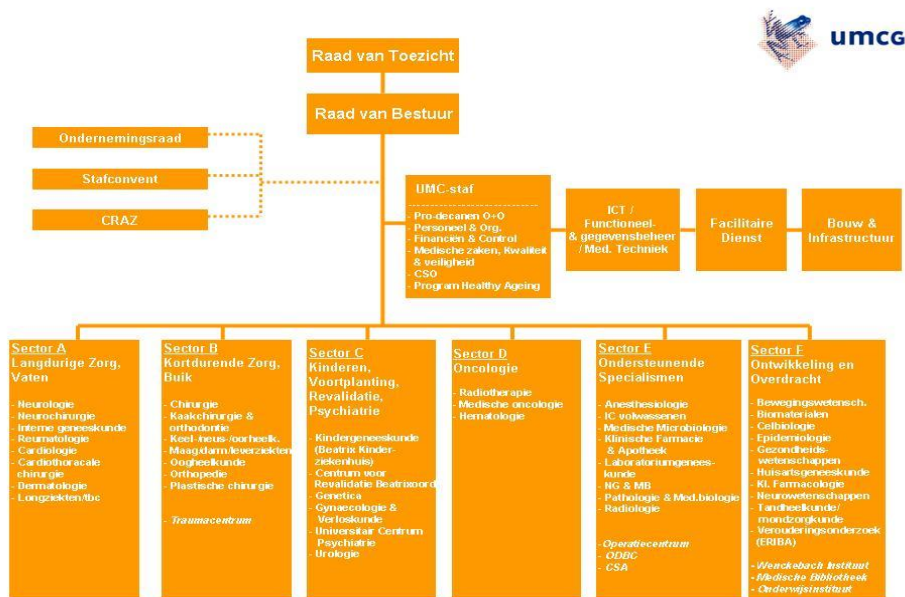 umcg
Raad van Toezicht
Raad van Bestuur
Ondernemingsraad
Stafconvent
CRAZ
UMC-staf
- Pro-decanen O+O
- Personeel & Org.
- Financiën & Control
- Medische zaken, Kwaliteit
& veiligheid
- CSO
- Program Healthy Ageing
ICT /
Functioneel-
& gegevensbeheer
/ Med. Techniek
Facilitaire
Dienst
Bouw &
Infrastructuur
Sector A
Langdurige Zorg,
Vaten
- Neurologie
- Neurochirurgie
- Interne geneeskunde
- Reumatologie
- Cardiologie
- Cardiothoracale
chirurgie
- Dermatologie
- Longziekten/tbc
Sector B
Kortdurende Zorg,
Buik
- Chirurgie
- Kaakchirurgie &
orthodontie
- Keel-/neus-/oorheelk.
- Maag/darm/leverziekten
- Oogheelkunde
- Orthopedie
- Plastische chirurgie
- Traumacentrum
Sector C
Kinderen,
Voortplanting,
Revalidatie,
Psychiatrie
- Kindergeneeskunde
(Beatrix Kinder-
ziekenhuis)
- Centrum voor
Revalidatie Beatrixoord
- Genetica
- Gynaecologie &
Verloskunde
- Universitair Centrum
Psychiatrie
- Urologie
Sector D
Oncologie
- Radiotherapie
- Medische oncologie
- Hematologie
Sector E
Ondersteunende
Specialismen
- Anesthesiologie
- IC volwassenen
- Medische Microbiologie
- Klinische Farmacie
& Apotheek
- Laboratoriumgenees-
kunde
- NG & MB
- Pathologie & Med.biologie
- Radiologie
- Operatiecentrum
- ODBC
- CSA
Sector F
Ontwikkeling en
Overdracht
- Bewegingswetensch.
- Biomaterialen
- Celbiologie
- Epidemiologie
- Gezondheids-
wetenschappen
- Huisartsgeneeskunde
- Kl. Farmacologie
- Neurowetenschappen
- Tandheelkunde/
mondzorgkunde
- Verouderingsonderzoek
(ERIBA)
- Wenckebach Instituut
- Medische Bibliotheek
- Onderwijsinstituut